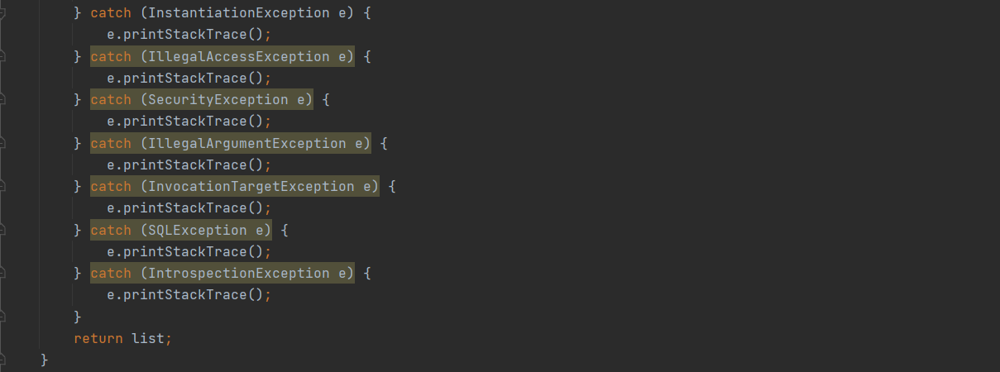 } catch (InstantiationException e) {
e.printStackTrace();
} catch (IllegalAccessException e) {
e.printStackTrace();
} catch (SecurityException e) {
e.printStackTrace();
} catch (IllegalArgumentException e) {
e.printStackTrace();
} catch (InvocationTargetException e) {
e.printStackTrace();
} catch (SQLException e) {
e.printStackTrace();
} catch (IntrospectionException e) {
e.printStackTrace();
}
return list;
}